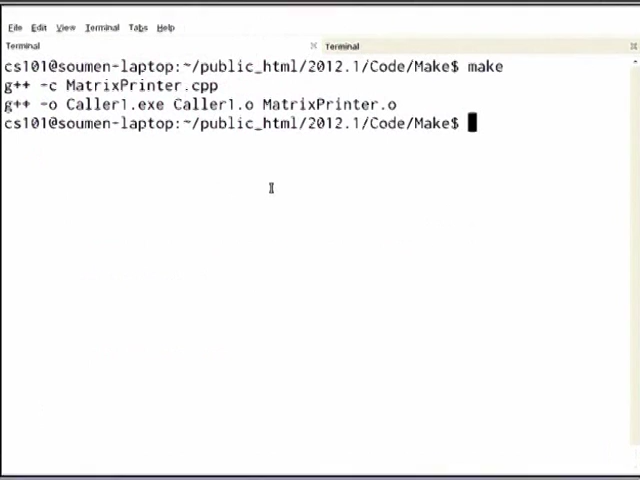 File Edit View Terminal Tabs Help
Terminal Terminal
cs101@soumen-laptop:~/public_html/2012.1/Code/Make$ make
g++ -c MatrixPrinter.cpp
g++ -o Caller1.exe Caller1.o MatrixPrinter.o
cs101@soumen-laptop:~/public_html/2012.1/Code/Make$